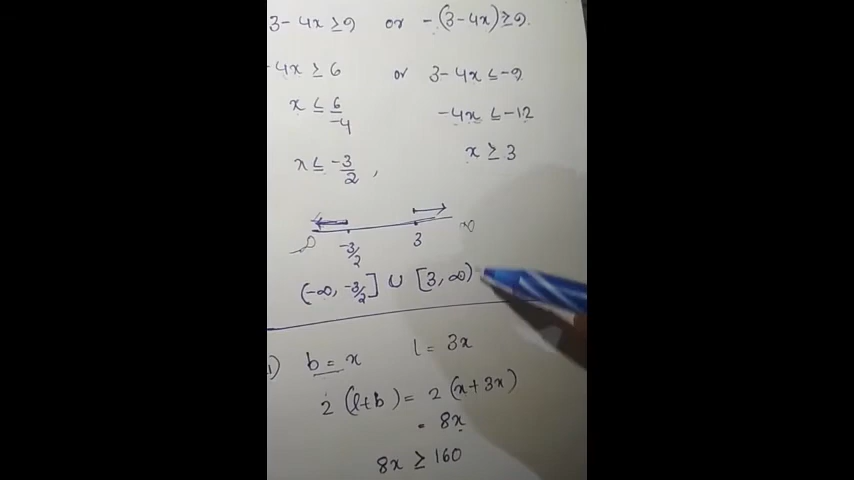 3-4x ≥ 9 or -(3-4x) ≥ 9.
-4x ≥ 6 or 3-4x ≤ -9
x ≤ 6/-4 -4x ≤ -12
x ≤ -3/2 , x ≥ 3
-3/2 3
(-∞, -3/2] ∪ [3, ∞)
b = x l = 3x
2 (l+b) = 2 (x+3x)
= 8x
8x ≥ 160